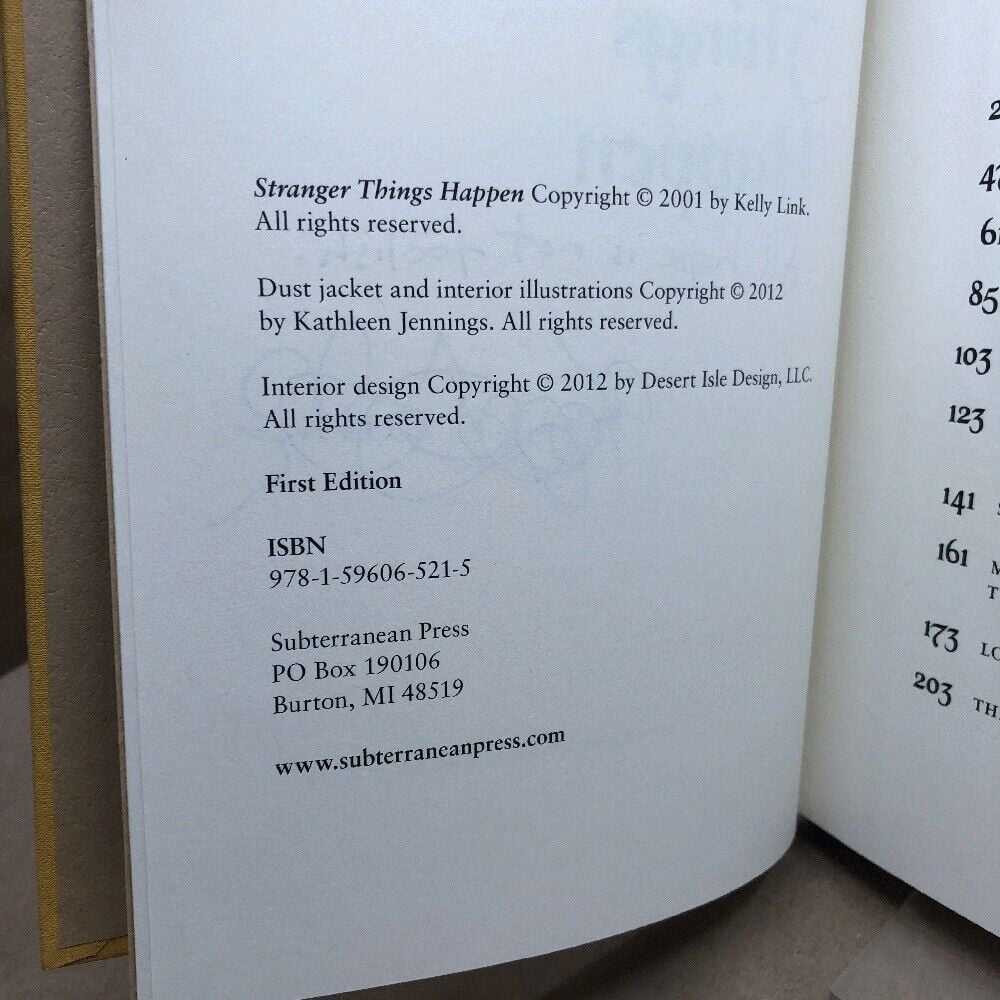 Stranger Things Happen Copyright © 2001 by Kelly Link.
All rights reserved.
Dust jacket and interior illustrations Copyright © 2012
by Kathleen Jennings. All rights reserved.
Interior design Copyright © 2012 by Desert Isle Design, LLC.
All rights reserved.
First Edition
ISBN
978-1-59606-521-5
Subterranean Press
PO Box 190106
Burton, MI 48519
www.subterraneanpress.com
85
103
123
141
161
173
203